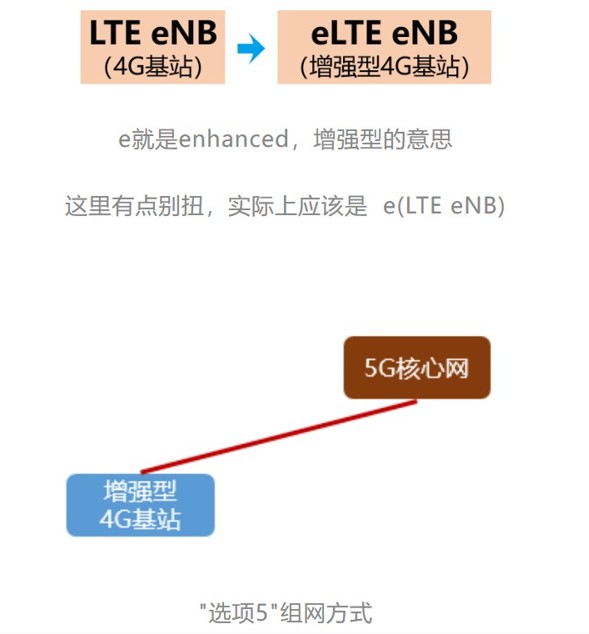 LTE eNB
(4G基站)
eLTE eNB
(增强型4G基站)
e就是enhanced，增强型的意思
这里有点别扭，实际上应该是 e(LTE eNB)
5G核心网
增强型
4G基站
"选项5"组网方式